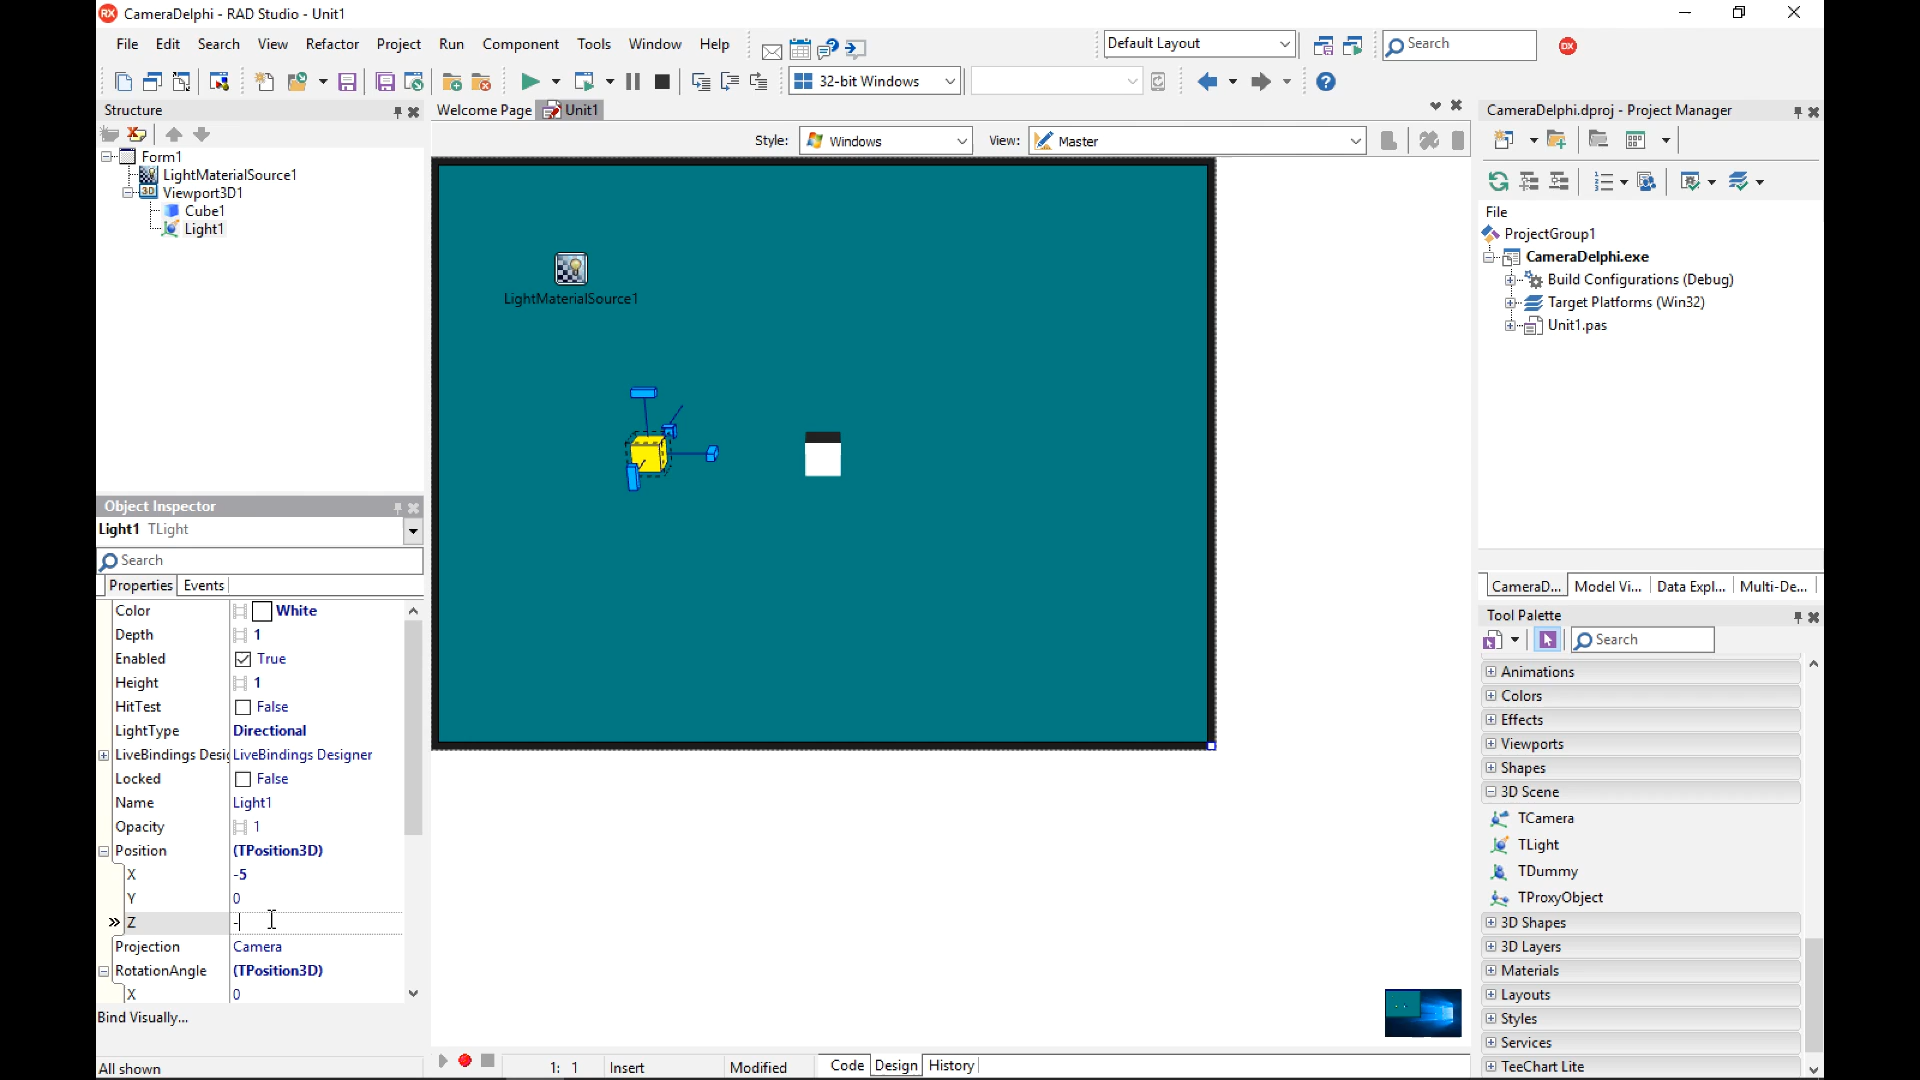 CameraDelphi - RAD Studio - Unit1
File Edit Search View Refactor Project Run Component Tools Window Help
Default Layout
Search
DX
32-bit Windows
Structure
Welcome Page Unit1
CameraDelphi.dproj - Project Manager
Style: Windows View: Master
Form1
LightMaterialSource1
Viewport3D1
Cube1
Light1
LightMaterialSource1
File
ProjectGroup1
CameraDelphi.exe
Build Configurations (Debug)
Target Platforms (Win32)
Unit1.pas
Object Inspector
Light1 TLight
Search
Properties Events
Color White
Depth 1
Enabled True
Height 1
HitTest False
LightType Directional
LiveBindings Desi LiveBindings Designer
Locked False
Name Light1
Opacity 1
Position (TPosition3D)
X -5
Y 0
Z -
Projection Camera
RotationAngle (TPosition3D)
X 0
Bind Visually...
All shown
CameraD... Model Vi... Data Expl... Multi-De...
Tool Palette
Search
Animations
Colors
Effects
Viewports
Shapes
3D Scene
TCamera
TLight
TDummy
TProxyObject
3D Shapes
3D Layers
Materials
Layouts
Styles
Services
TeeChart Lite
1: 1 Insert Modified Code Design History